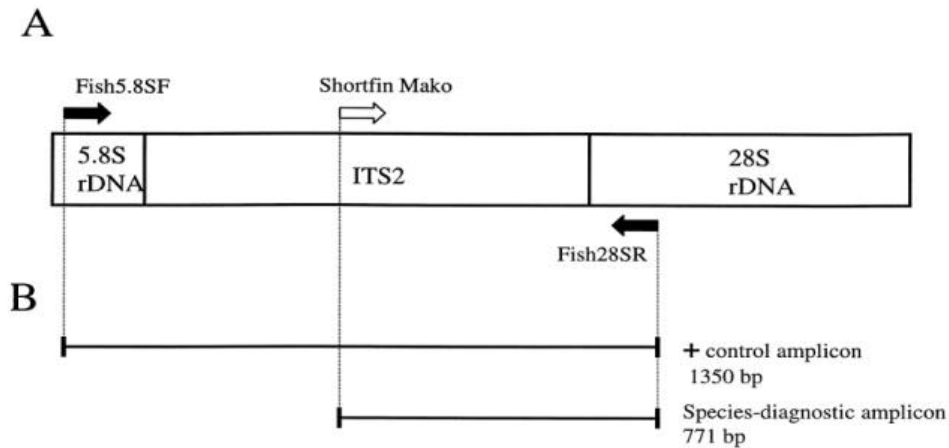 A
Fish5.8SF
Shortfin Mako
5.8S
rDNA
ITS2
28S
rDNA
Fish28SR
B
+ control amplicon
1350 bp
Species-diagnostic amplicon
771 bp